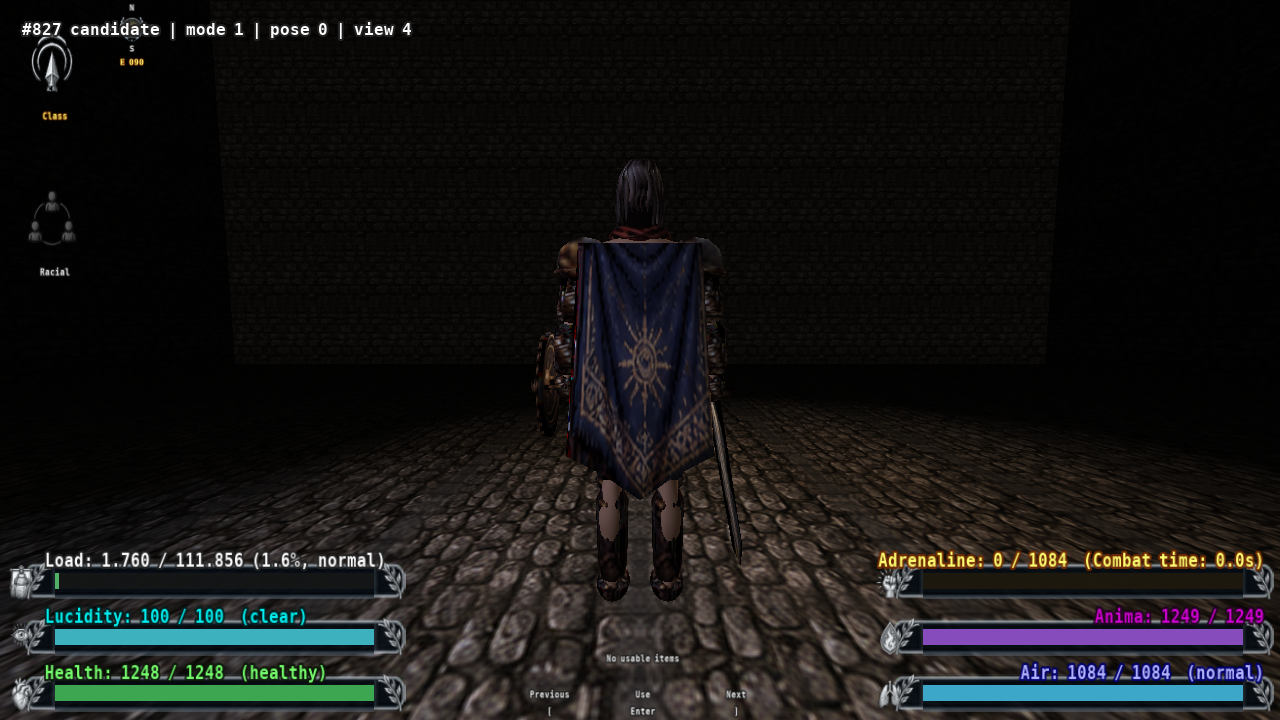 N
#827 candidate | mode 1 | pose 0 | view 4
S
E 090
Class
Racial
Load: 1.760 / 111.856 (1.6%, normal)
Adrenaline: 0 / 1084 (Combat time: 0.0s)
Lucidity: 100 / 100 (clear)
Anima: 1249 / 1249
No usable items
Health: 1248 / 1248 (healthy)
Air: 1084 / 1084 (normal)
Previous Use Next
[ Enter ]